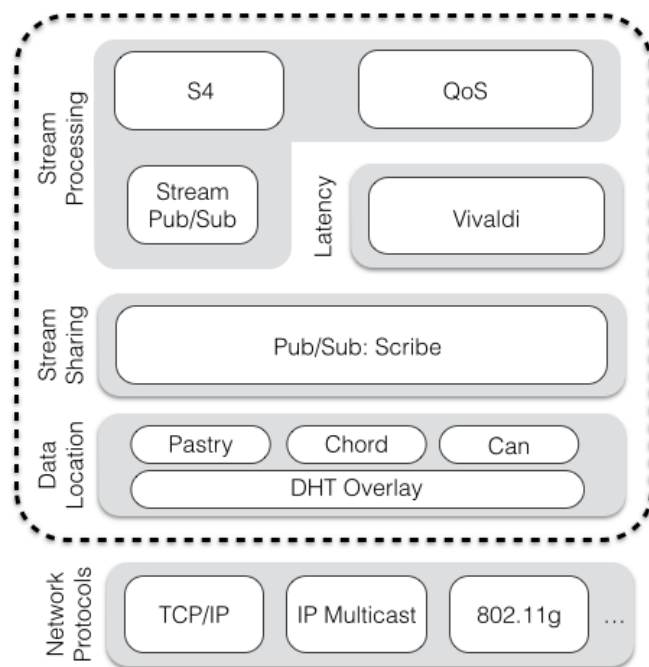 Stream
Processing
S4
QoS
Stream
Pub/Sub
Latency
Vivaldi
Stream
Sharing
Pub/Sub: Scribe
Data
Location
Pastry
Chord
Can
DHT Overlay
Network
Protocols
TCP/IP
IP Multicast
802.11g
...